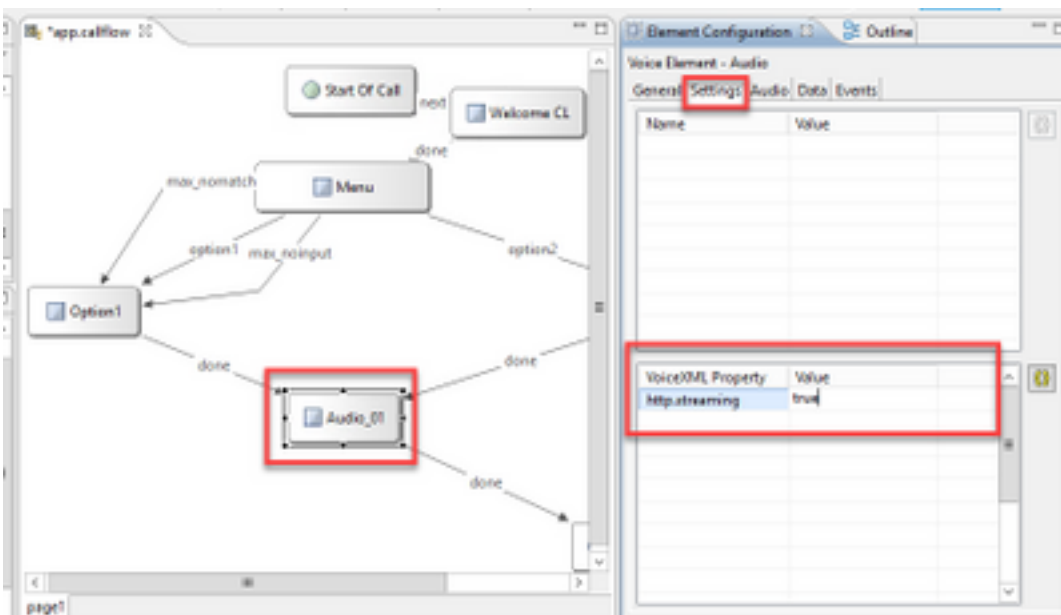 *app.callflow
Start Of Call
next
Welcome CL
done
max_nomatch
Menu
option1
max_noinput
option2
Option1
done
done
Audio_01
done
page1
Element Configuration
Outline
Voice Element - Audio
General Settings Audio Data Events
Name Value
VoiceXML Property Value
http.streaming true